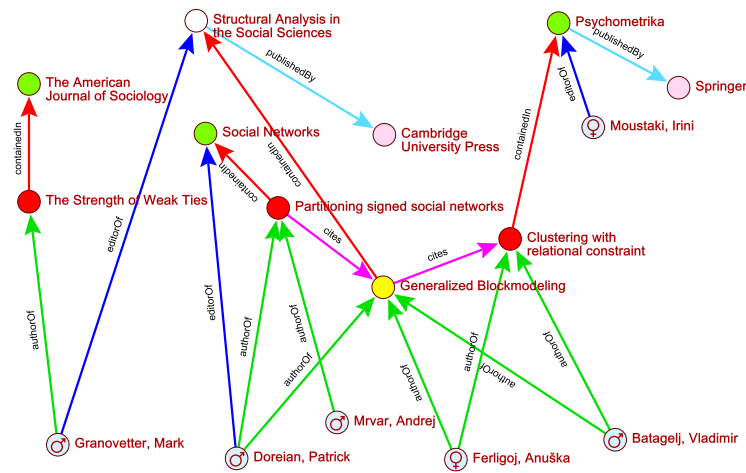 Structural Analysis in
the Social Sciences
Psychometrika
publishedBy
publishedBy
The American
Journal of Sociology
editorOf
Springer
Social Networks
Cambridge
University Press
Moustaki, Irini
containedIn
containedIn
containedIn
containedIn
The Strength of Weak Ties
Partitioning signed social networks
editorOf
cites
Clustering with
relational constraint
cites
Generalized Blockmodeling
editorOf
authorOf
authorOf
authorOf
authorOf
authorOf
authorOf
authorOf
authorOf
Mrvar, Andrej
Granovetter, Mark
Doreian, Patrick
Ferligoj, Anuška
Batagelj, Vladimir